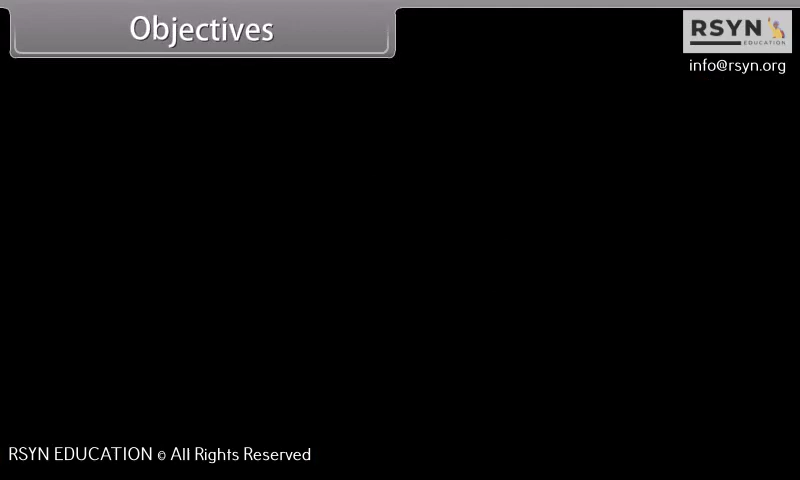 Objectives
RSYN
EDUCATION
info@rsyn.org
RSYN EDUCATION © All Rights Reserved